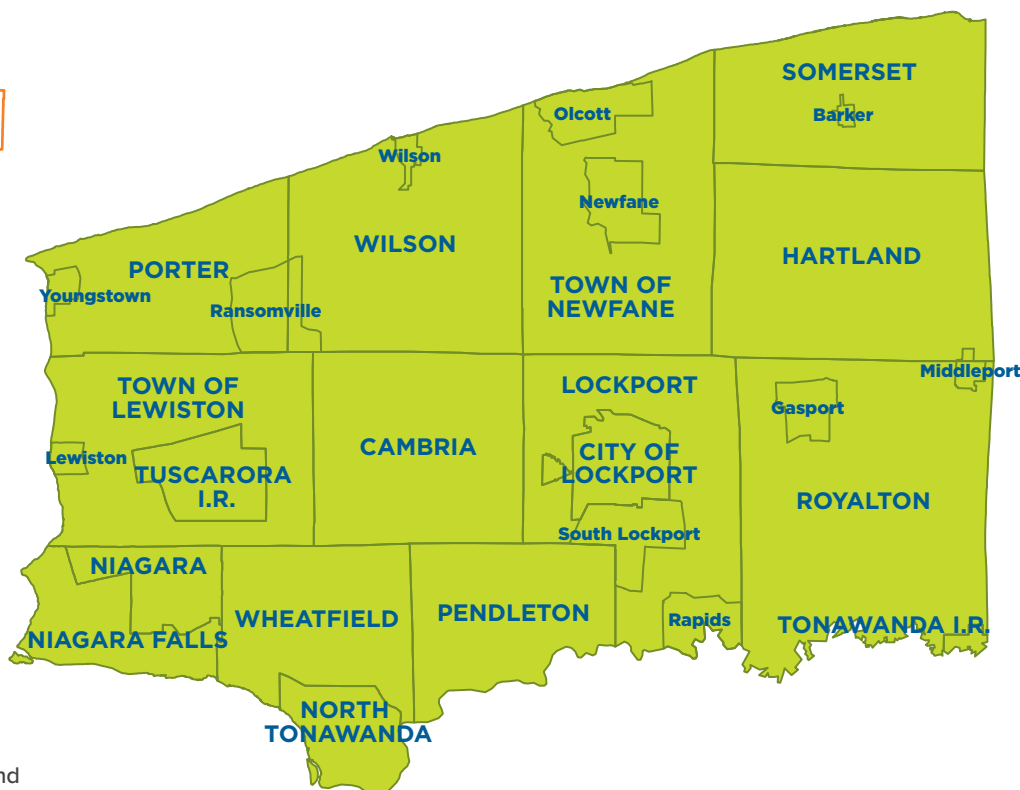 SOMERSET
Barker
Olcott
Wilson
Newfane
WILSON
HARTLAND
PORTER
TOWN OF
NEWFANE
Youngstown
Ransomville
Middleport
TOWN OF
LEWISTON
LOCKPORT
Gasport
CAMBRIA
CITY OF
LOCKPORT
Lewiston
TUSCARORA
I.R.
ROYALTON
South Lockport
NIAGARA
WHEATFIELD
PENDLETON
Rapids
TONAWANDA I.R.
NIAGARA FALLS
NORTH
TONAWANDA
nd